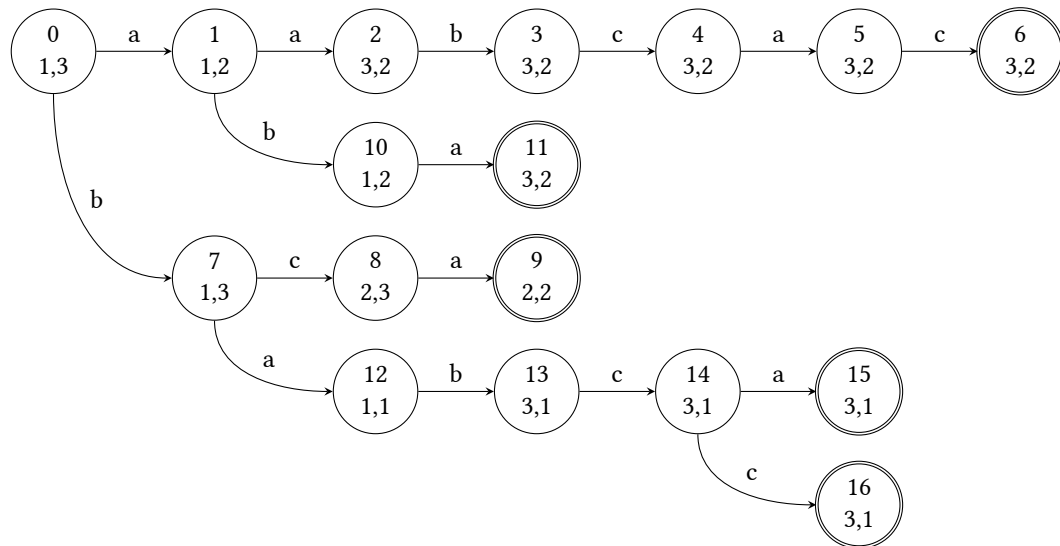 0 a 1 a 2 b 3 c 4 a 5 c 6
1,3 1,2 3,2 3,2 3,2 3,2 3,2
b 10 a 11
1,2 3,2
b
7 c 8 a 9
1,3 2,3 2,2
a 12 b 13 c 14 a 15
1,1 3,1 3,1 3,1
c 16
3,1